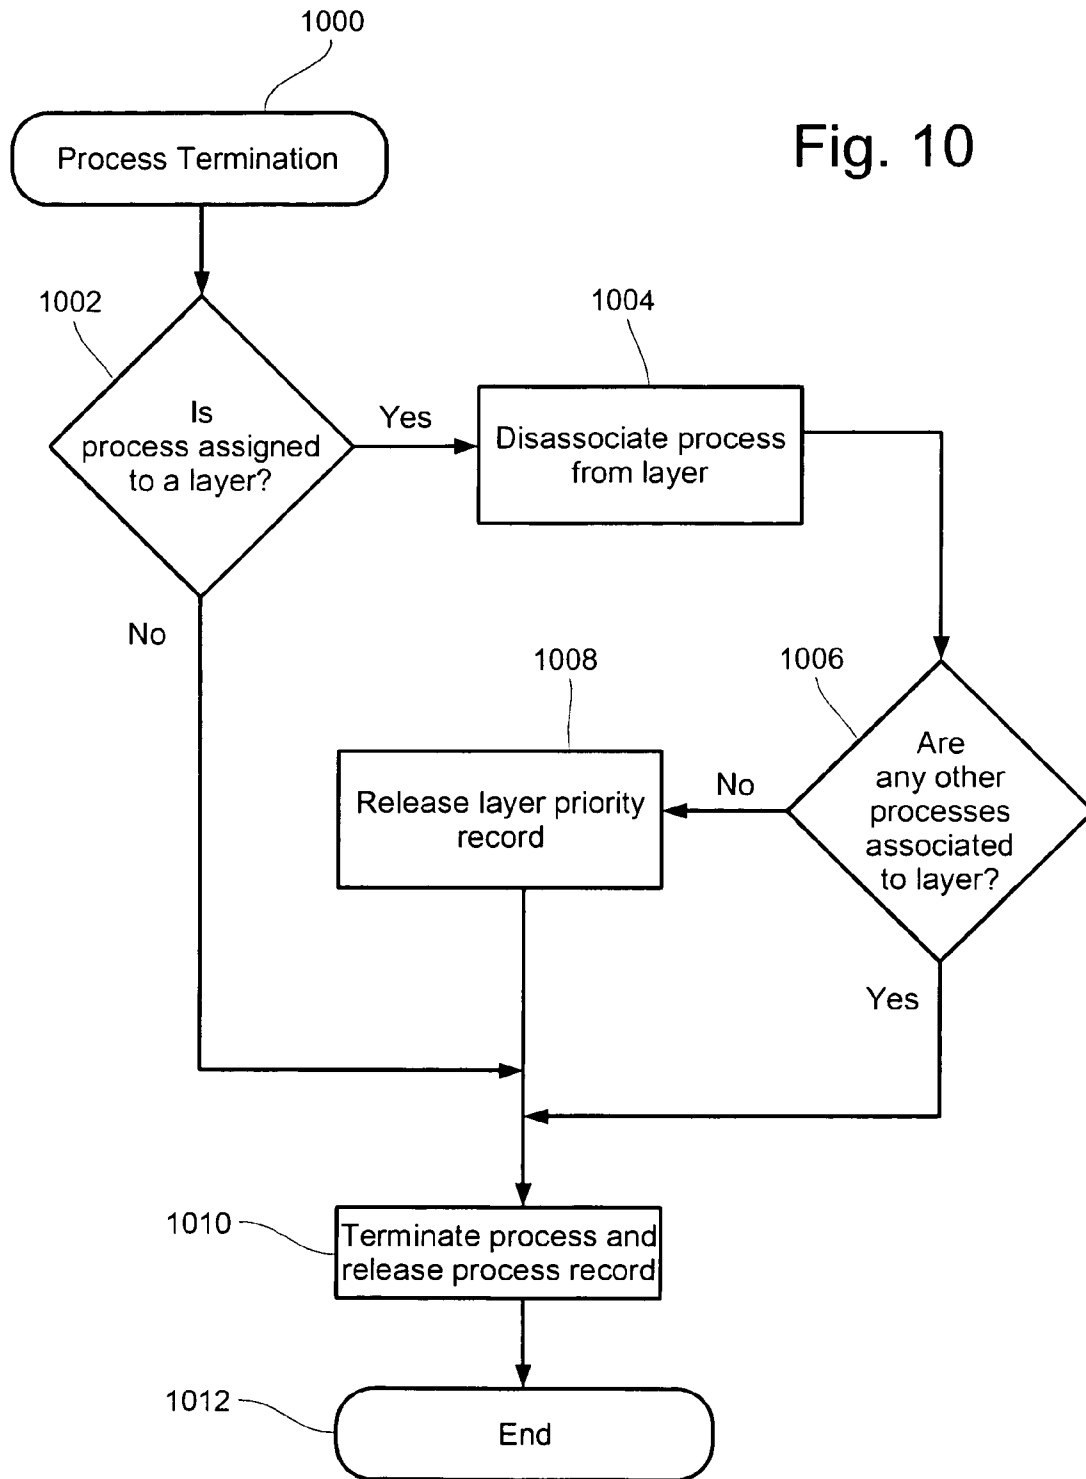 1000
Fig. 10
Process Termination
1002
1004
Is
process assigned
to a layer?
Yes
Disassociate process
from layer
No
1008
1006
Release layer priority
record
No
Are
any other
processes
associated
to layer?
Yes
1010
Terminate process and
release process record
1012
End